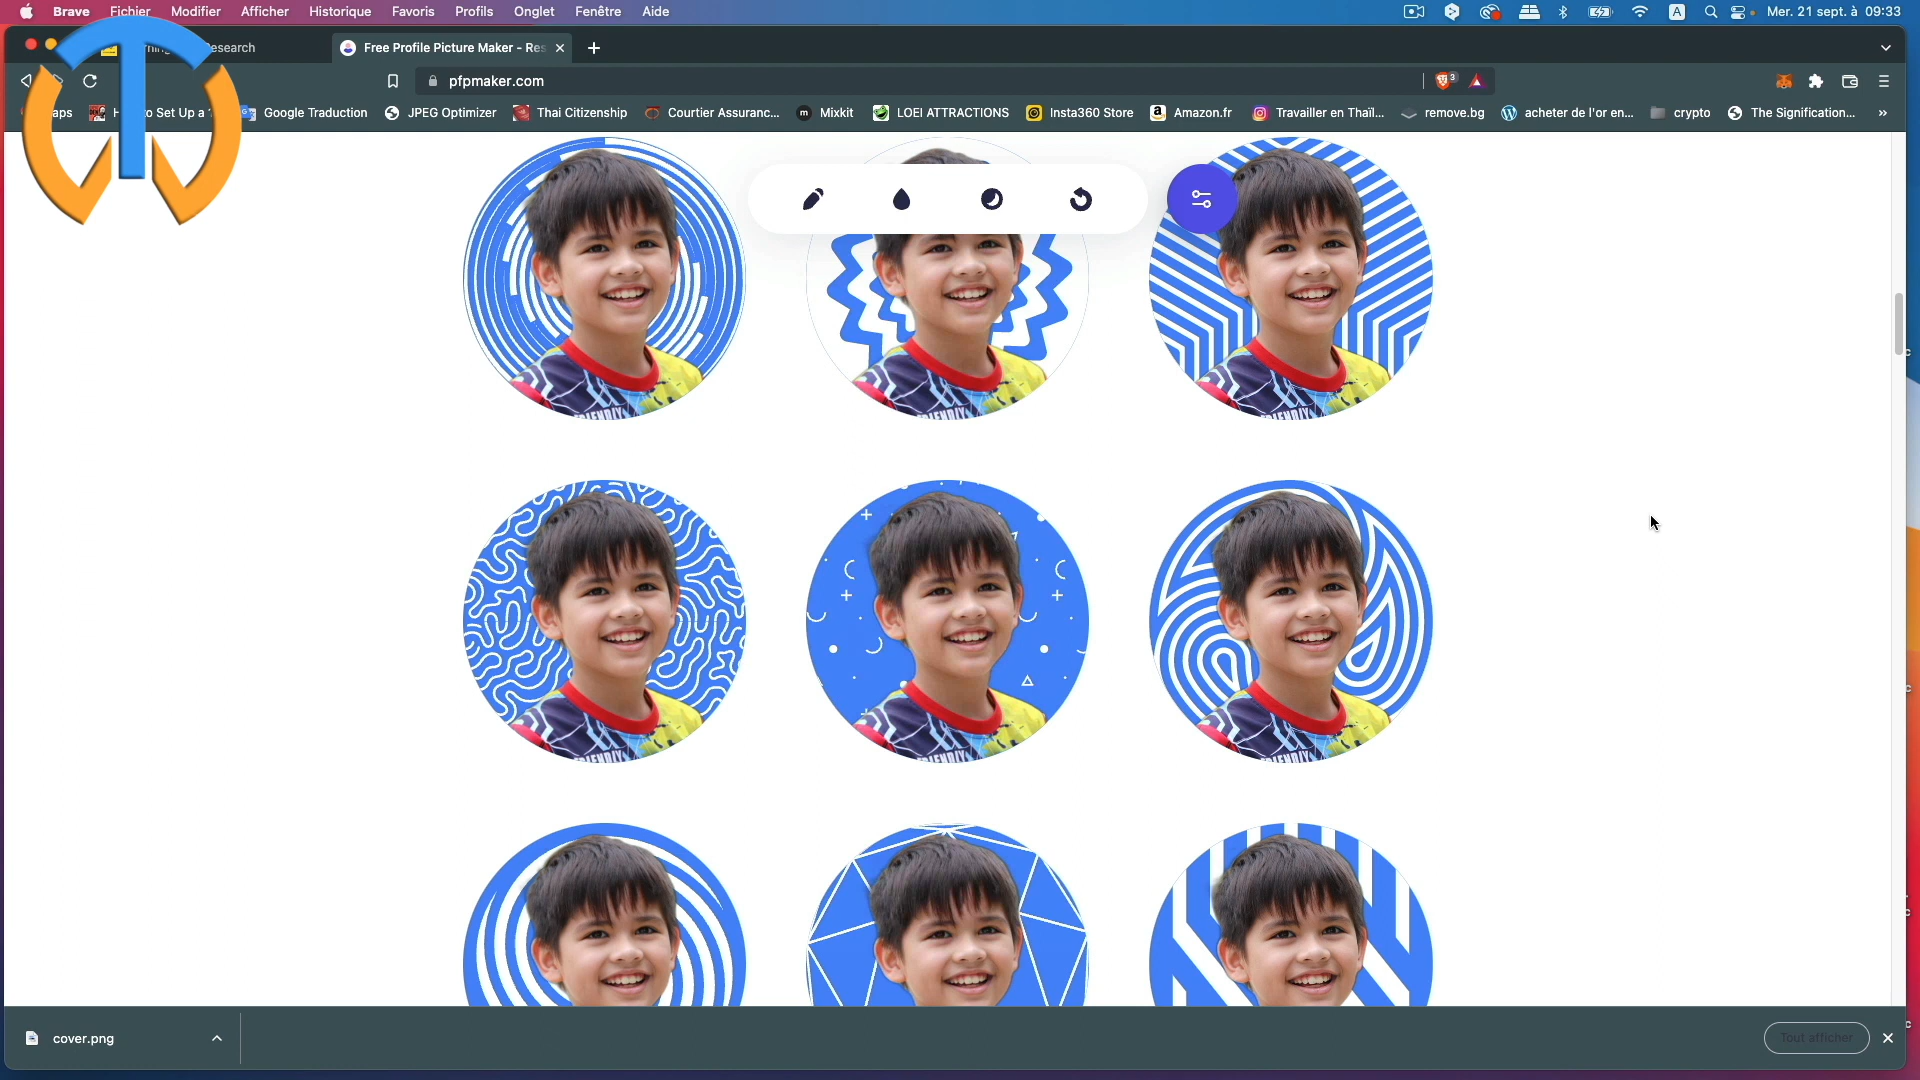 Brave Fichier Modifier Afficher Historique Favoris Profils Onglet Fenêtre Aide
A Mer. 21 sept. à 09:33
esearch
Free Profile Picture Maker - Res
pfpmaker.com
3
aps
to Set Up a
Google Traduction
JPEG Optimizer
Thai Citizenship
Courtier Assuranc...
Mixkit
LOEI ATTRACTIONS
Insta360 Store
Amazon.fr
Travailler en Thaïl...
remove.bg
acheter de l'or en...
crypto
The Signification...
»
cover.png
Tout afficher